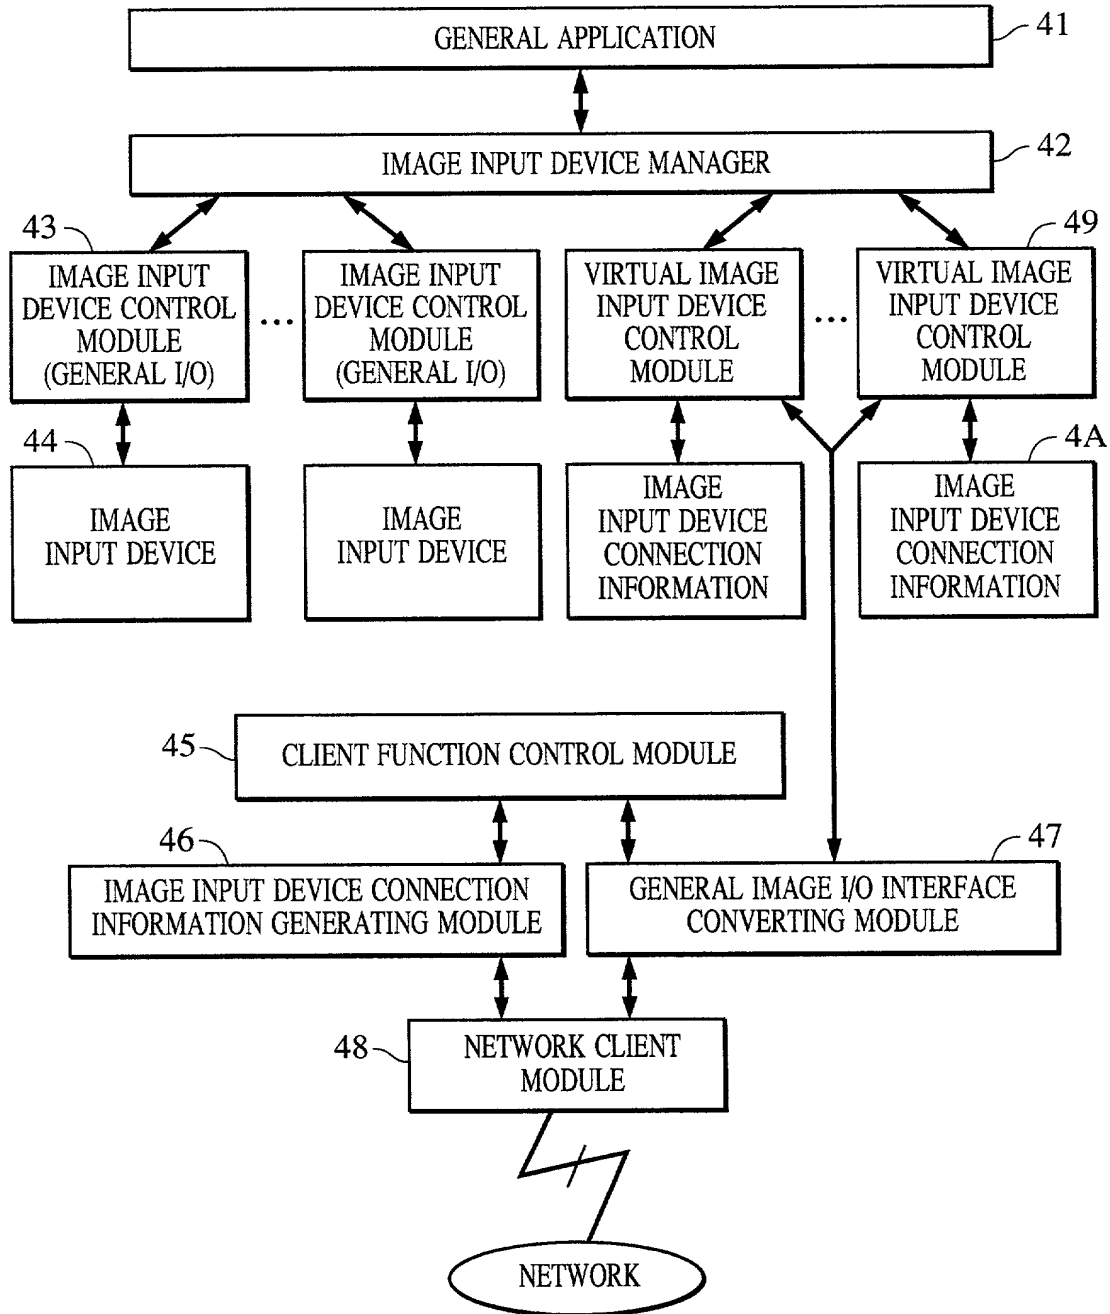 GENERAL APPLICATION
41
IMAGE INPUT DEVICE MANAGER
42
43
49
IMAGE INPUT
DEVICE CONTROL
MODULE
(GENERAL I/O)
...
IMAGE INPUT
DEVICE CONTROL
MODULE
(GENERAL I/O)
VIRTUAL IMAGE
INPUT DEVICE
CONTROL
MODULE
...
VIRTUAL IMAGE
INPUT DEVICE
CONTROL
MODULE
44
4A
IMAGE
INPUT DEVICE
IMAGE
INPUT DEVICE
IMAGE
INPUT DEVICE
CONNECTION
INFORMATION
IMAGE
INPUT DEVICE
CONNECTION
INFORMATION
45
CLIENT FUNCTION CONTROL MODULE
46
47
IMAGE INPUT DEVICE CONNECTION
INFORMATION GENERATING MODULE
GENERAL IMAGE I/O INTERFACE
CONVERTING MODULE
48
NETWORK CLIENT
MODULE
NETWORK